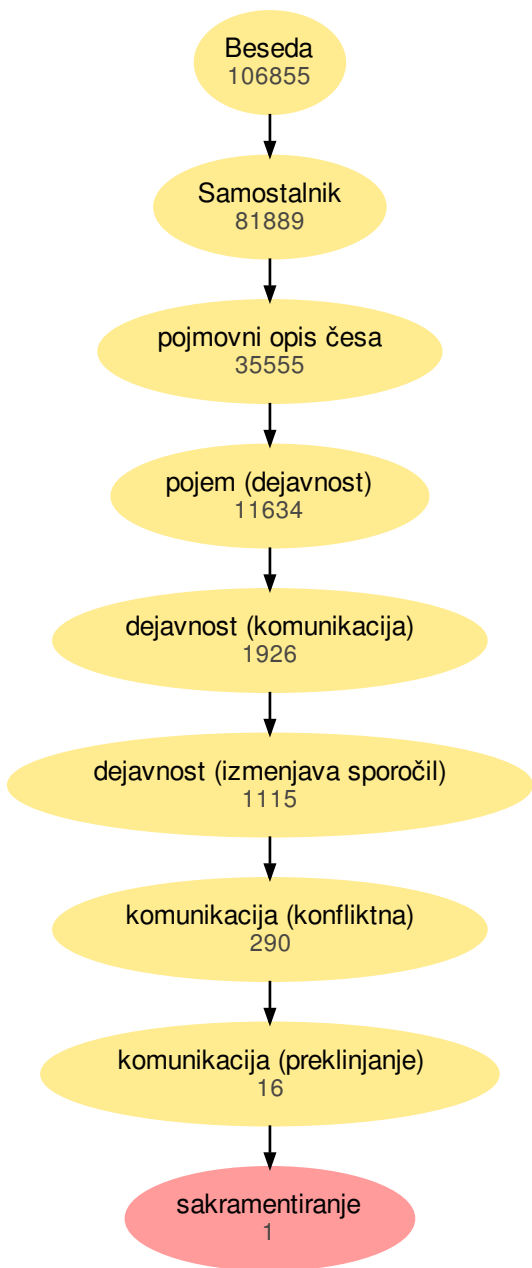 Beseda
106855
Samostalnik
81889
pojmovni opis česa
35555
pojem (dejavnost)
11634
dejavnost (komunikacija)
1926
dejavnost (izmenjava sporočil)
1115
komunikacija (konfliktna)
290
komunikacija (preklinjanje)
16
sakramentiranje
1